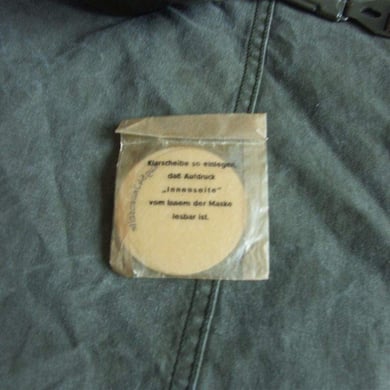 Klarscheibe so einlegen,
daß Aufdruck
„Innenseite“
vom Innern der Maske
lesbar ist.